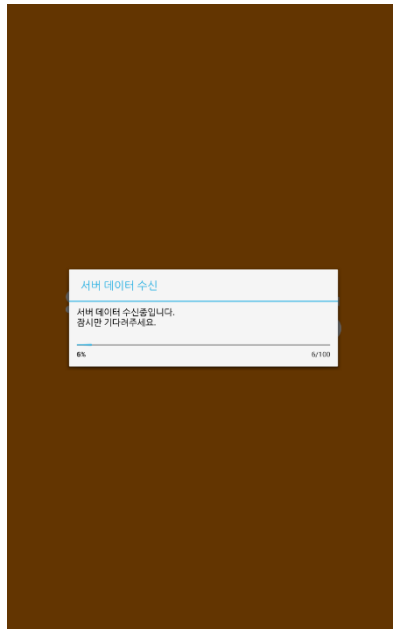 서버 데이터 수신
서버 데이터 수신중입니다.
잠시만 기다려주세요.
6% 6/100